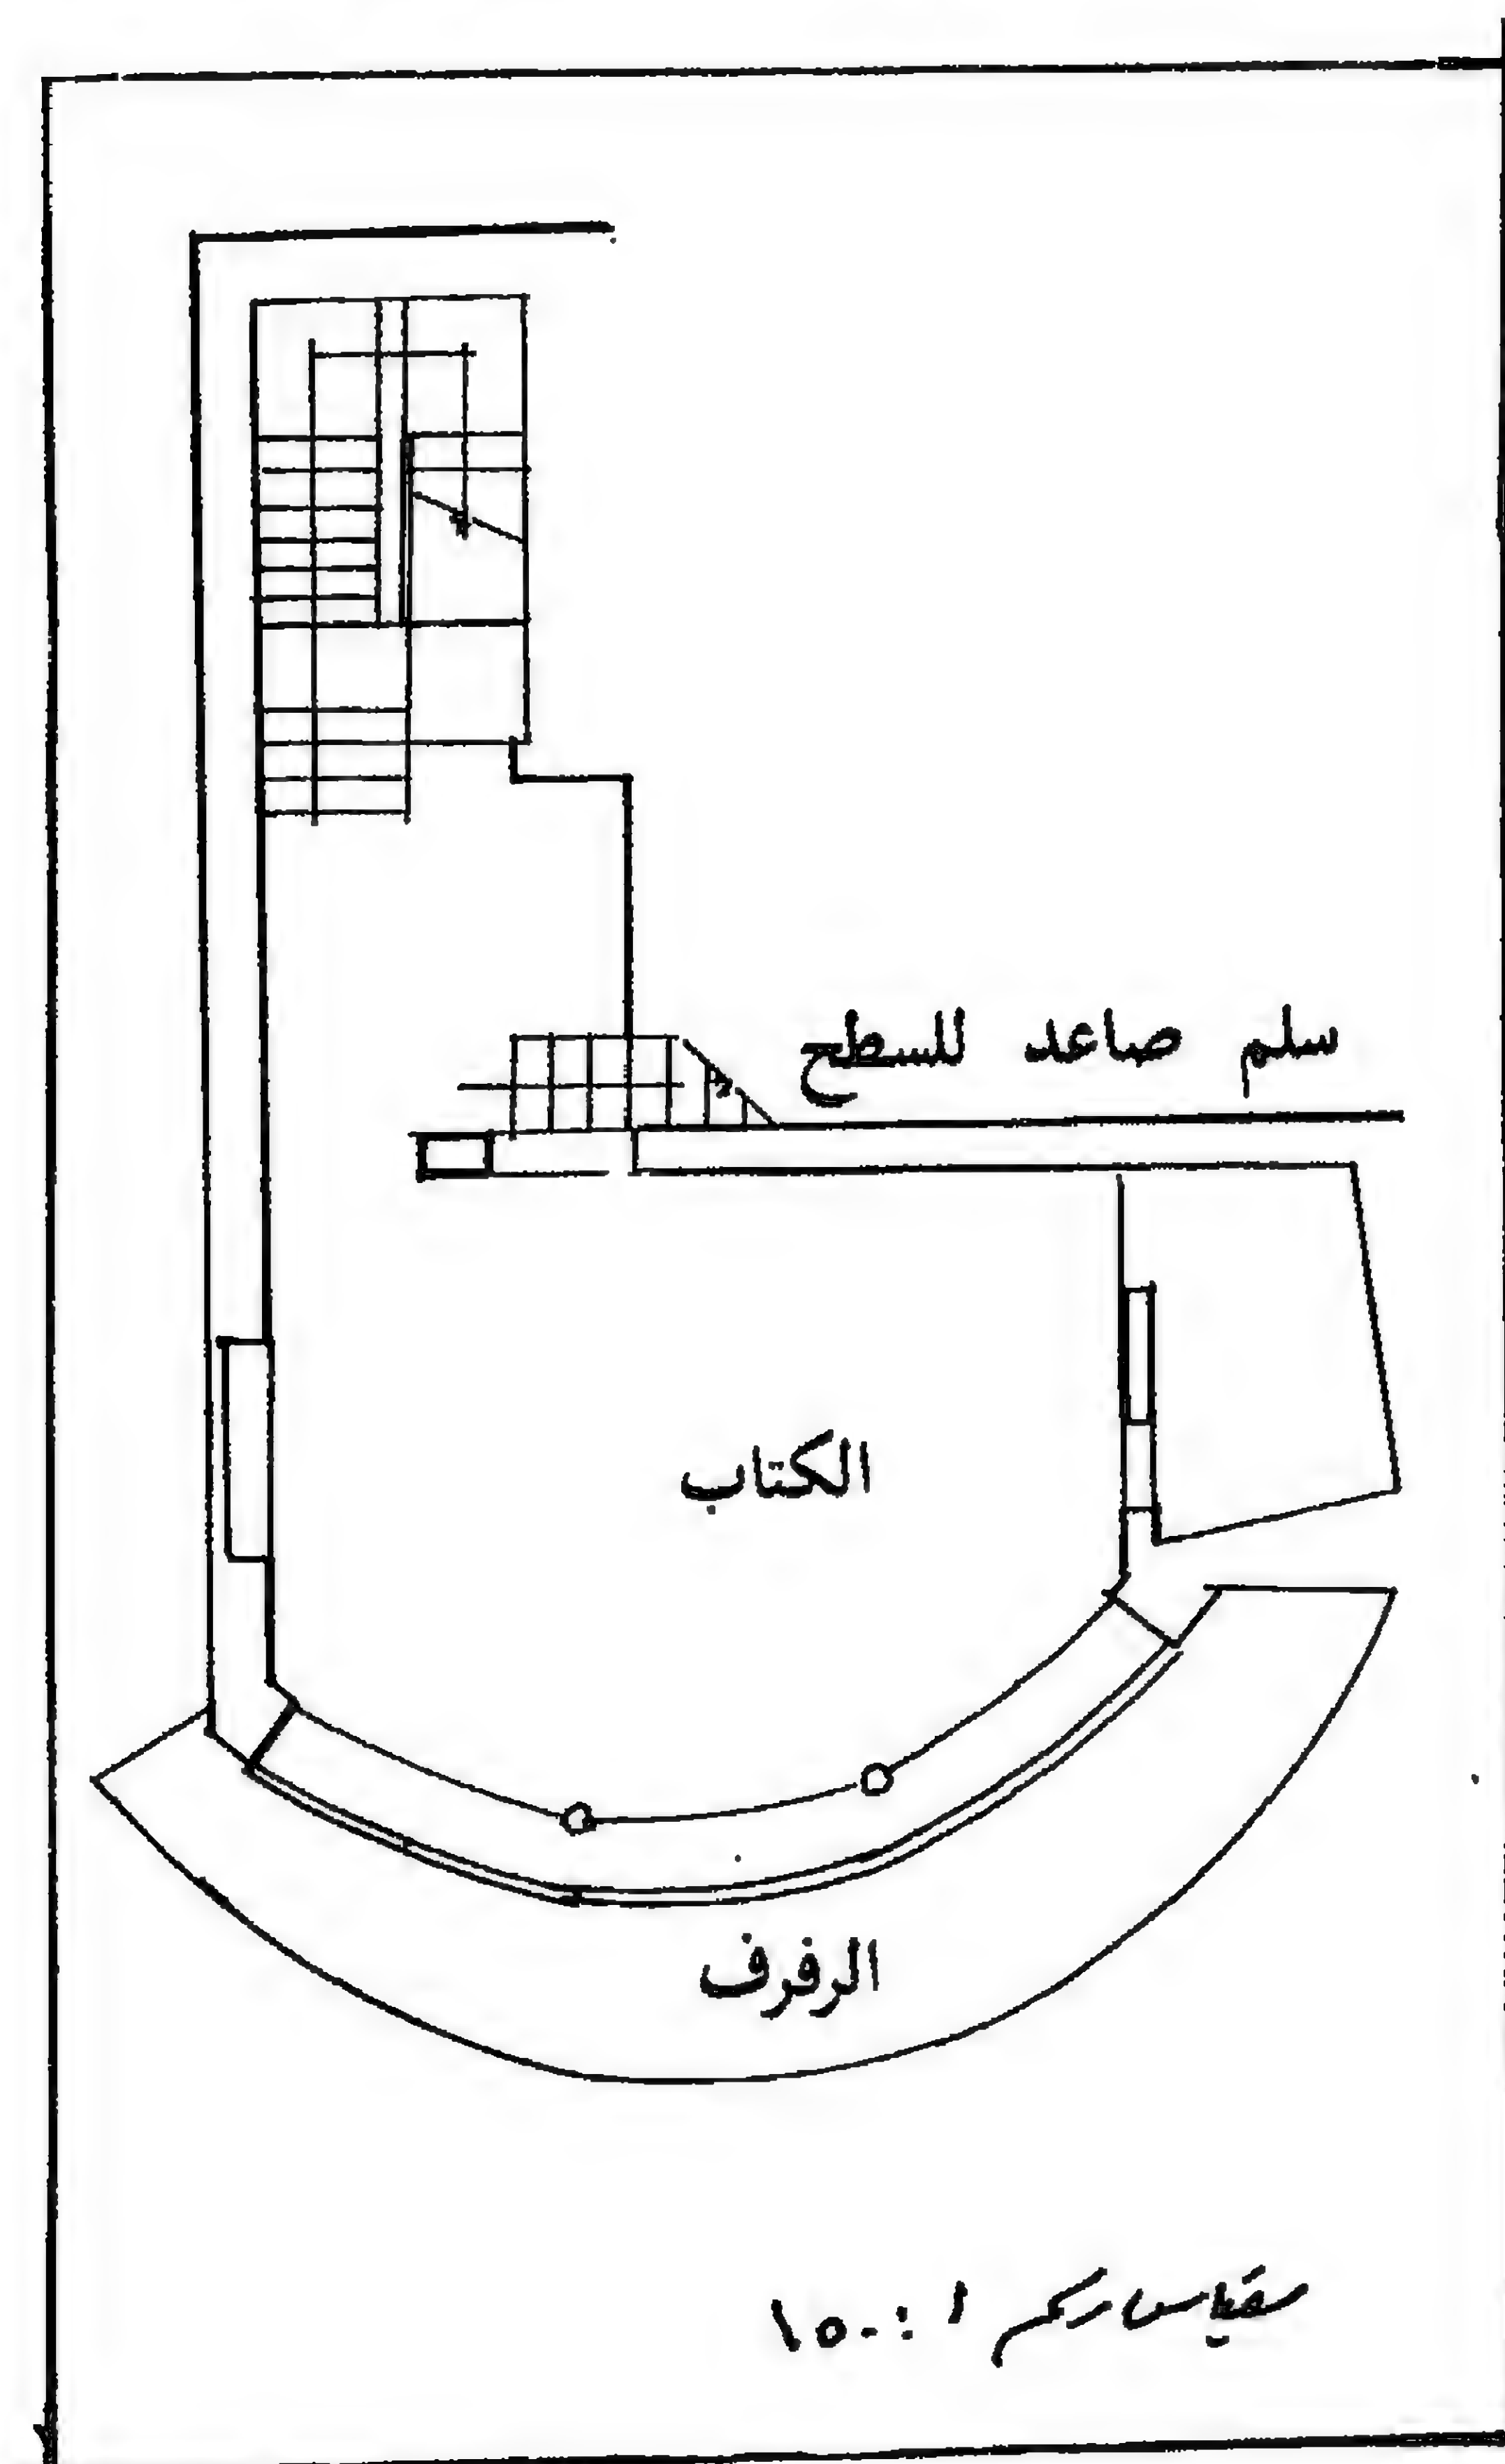 سلم صاعد للسطح
الكتاب
الرفرف
مقياس رسم ١ : ١٥٠